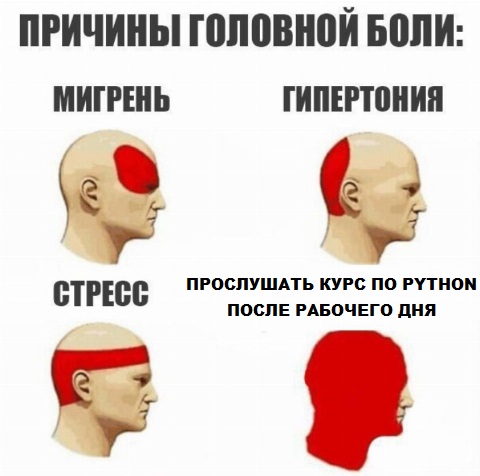 ПРИЧИНЫ ГОЛОВНОЙ БОЛИ:
МИГРЕНЬ
ГИПЕРТОНИЯ
СТРЕСС
ПРОСЛУШАТЬ КУРС ПО PYTHON
ПОСЛЕ РАБОЧЕГО ДНЯ